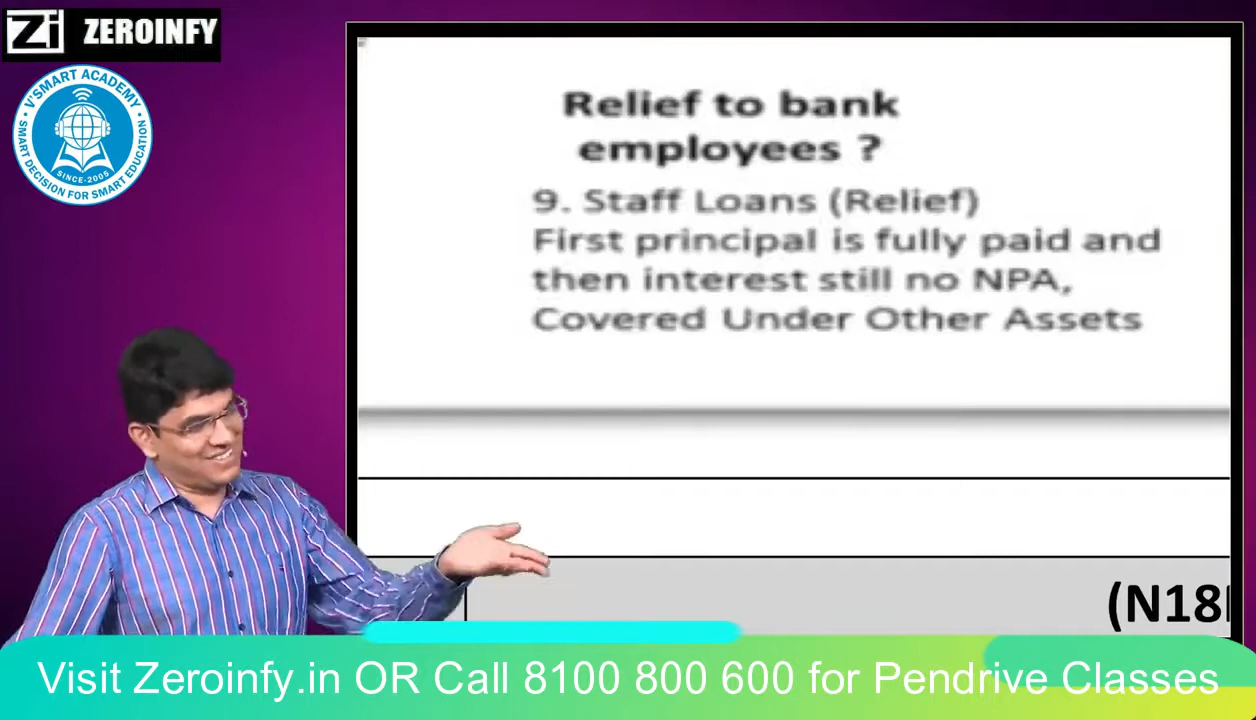 Zi ZEROINFY
V'SMART ACADEMY
SMART DECISION FOR SMART EDUCATION
SINCE-2005
Relief to bank
employees ?
9. Staff Loans (Relief)
First principal is fully paid and
then interest still no NPA,
Covered Under Other Assets
(N18
Visit Zeroinfy.in OR Call 8100 800 600 for Pendrive Classes